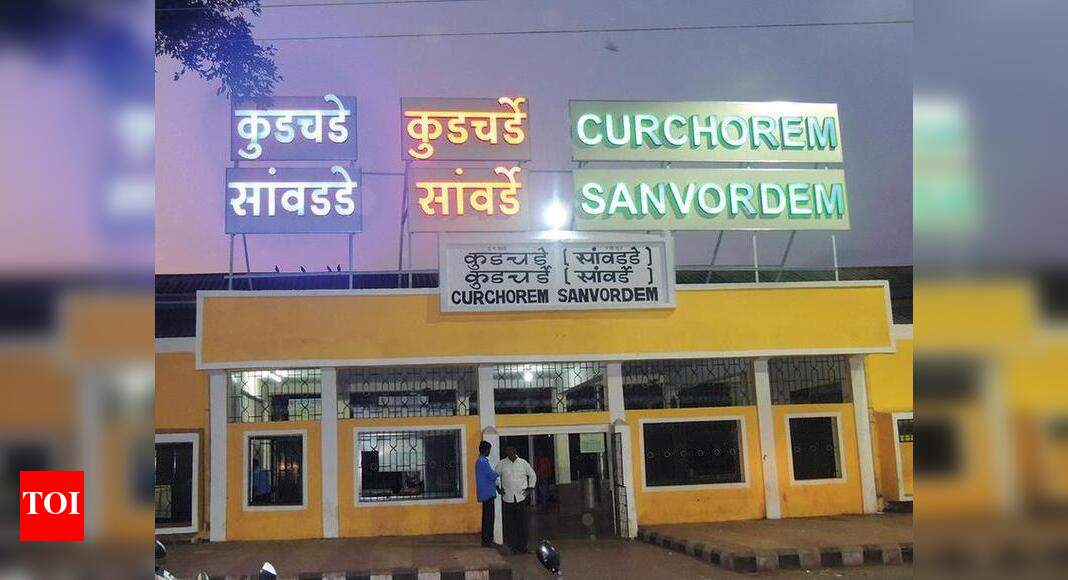 कुडचडे
सांवडडे
कुडचर्डे
सांवर्डे
CURCHOREM
SANVORDEM
कुडचडे (सांवडडे)
कुडचर्डे (सांवर्डे)
CURCHOREM SANVORDEM
TOI